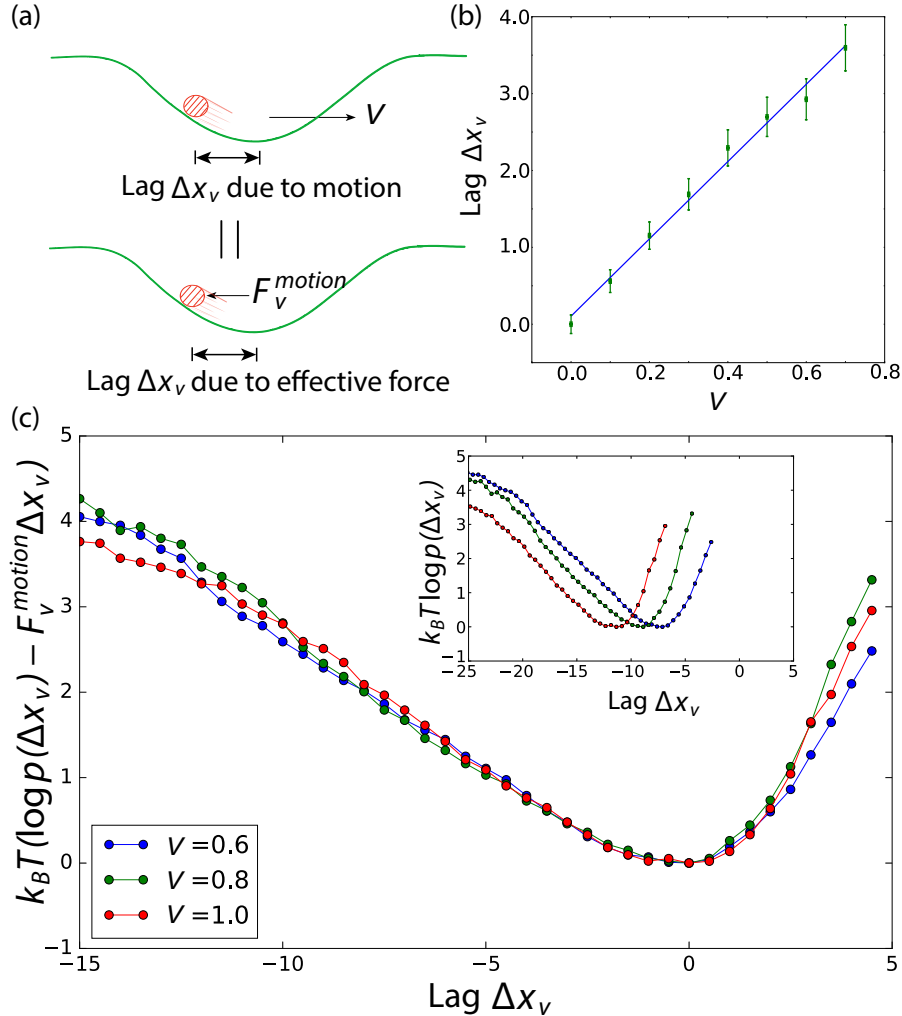 (a)
V
Lag Δx_v due to motion
F_v^motion
Lag Δx_v due to effective force
(b)
Lag Δx_v
4.0
3.0
2.0
1.0
0.0
0.0 0.2 0.4 0.6 0.8
V
(c)
k_BT(log p(Δx_v) − F_v^motion Δx_v)
5
4
3
2
1
0
−1
−15 −10 −5 0 5
Lag Δx_v
V=0.6
V=0.8
V=1.0
k_BT log p(Δx_v)
5
4
3
2
1
0
−1
−25 −20 −15 −10 −5 0 5
Lag Δx_v